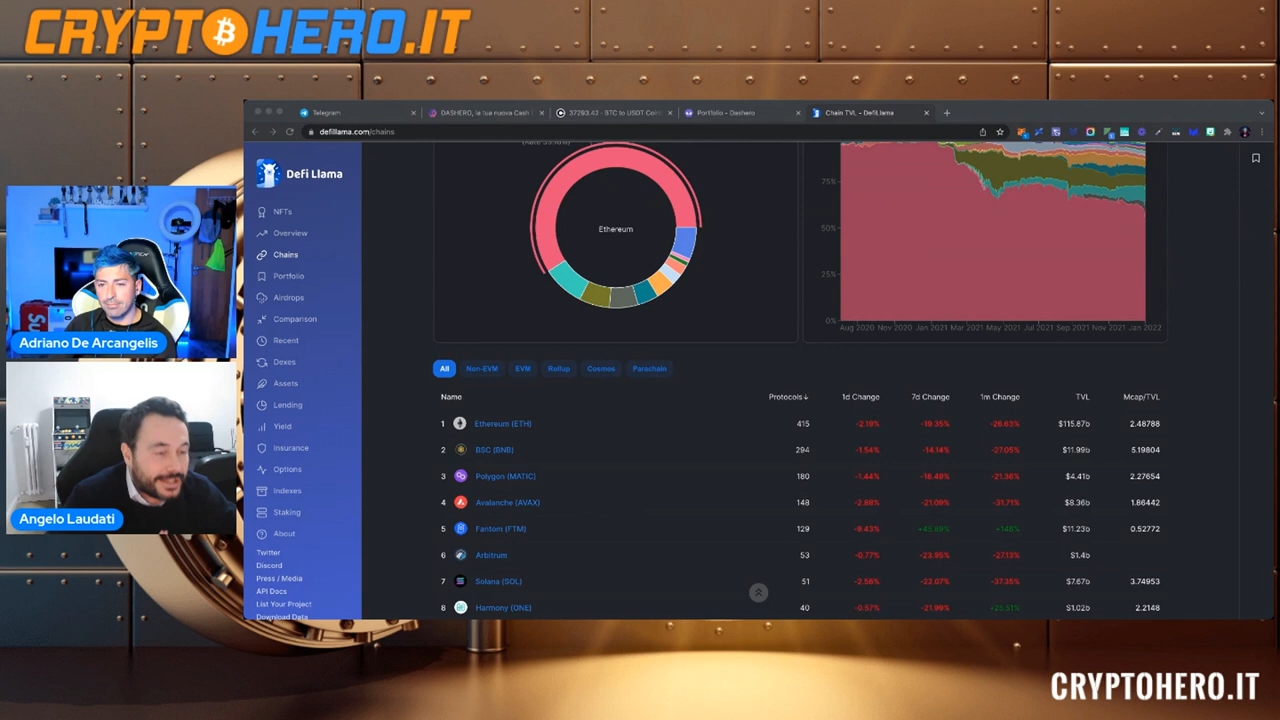 CRYPTOHERO.IT
Telegram
DASHERO, la tua nuova Cash
37293.42 - BTC to USDT Coin
Portfolio - Dashero
Chain TVL - DefiLlama
defillama.com/chains
Defi Llama
NFTs
Overview
Chains
Portfolio
Airdrops
Comparison
Recent
Dexes
Assets
Lending
Yield
Insurance
Options
Indexes
Staking
About
Twitter
Discord
Press / Media
API Docs
List Your Project
Download Data
Ethereum
75%
50%
25%
0%
Aug 2020 Nov 2020 Jan 2021 Mar 2021 May 2021 Jul 2021 Sep 2021 Nov 2021 Jan 2022
All Non-EVM EVM Rollup Cosmos Parachain
Name Protocols↓ 1d Change 7d Change 1m Change TVL Mcap/TVL
1 Ethereum (ETH) 415 -2.19% -19.35% -26.63% $115.87b 2.48788
2 BSC (BNB) 294 -1.54% -14.14% -27.05% $11.99b 5.19804
3 Polygon (MATIC) 180 -1.44% -18.49% -21.36% $4.41b 2.27654
4 Avalanche (AVAX) 148 -2.88% -21.09% -31.71% $8.36b 1.86442
5 Fantom (FTM) 129 -9.43% +45.89% +148% $11.23b 0.52772
6 Arbitrum 53 -0.77% -23.95% -27.13% $1.4b
7 Solana (SOL) 51 -2.56% -22.07% -37.35% $7.67b 3.74953
8 Harmony (ONE) 40 -0.57% -21.99% +25.51% $1.02b 2.2148
Adriano De Arcangelis
Angelo Laudati
CRYPTOHERO.IT